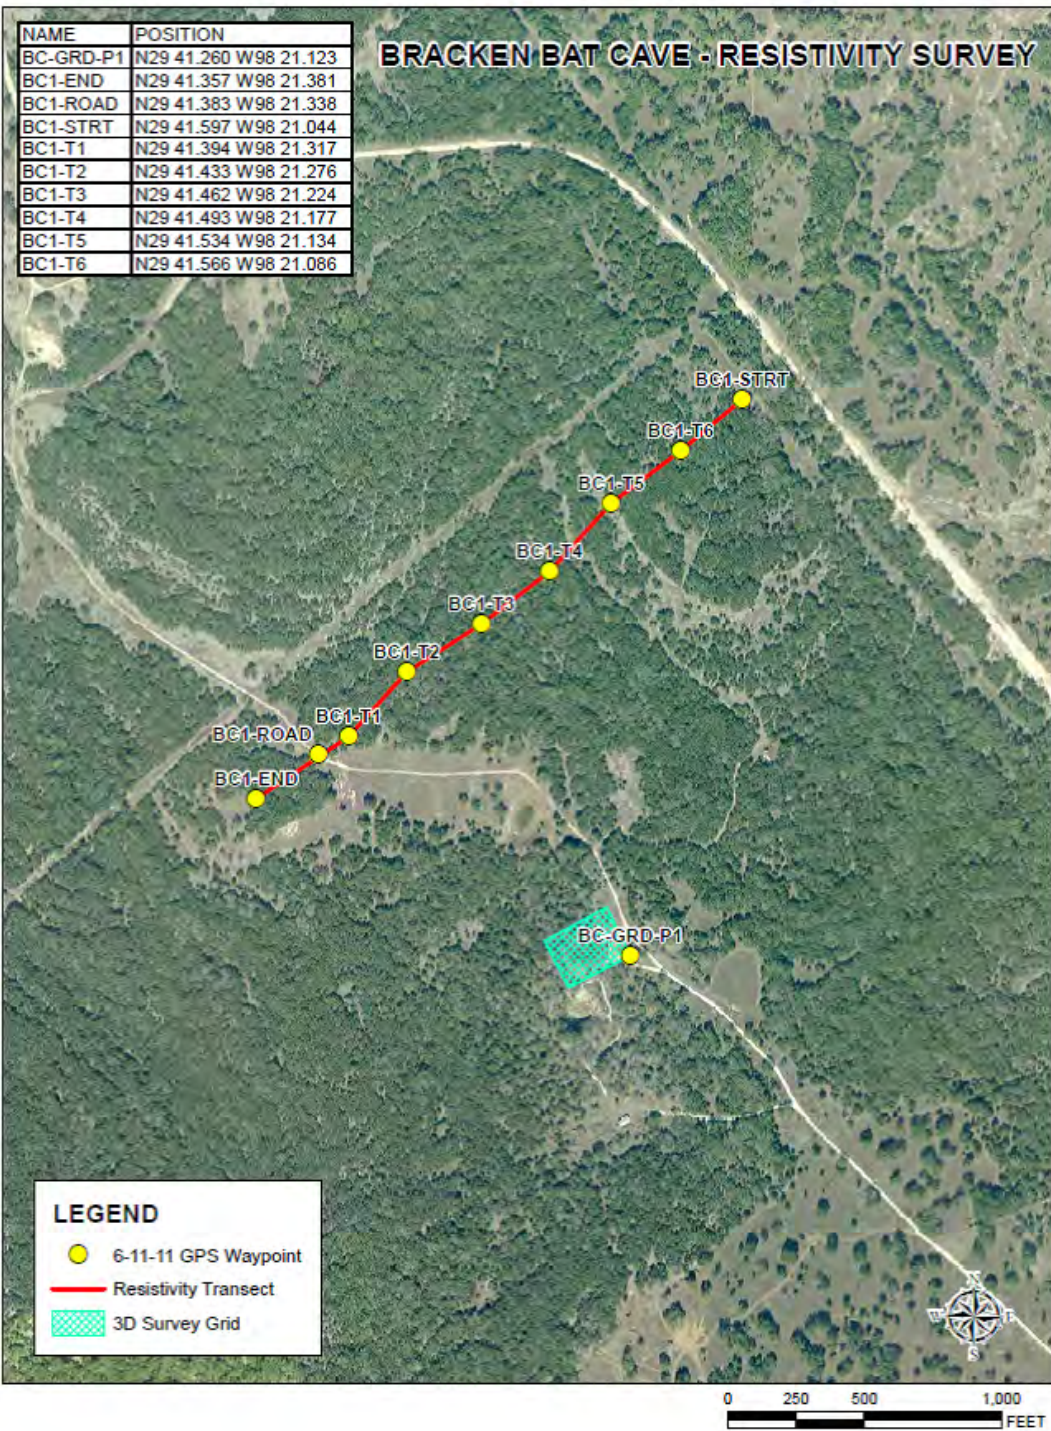 NAME POSITION
BC-GRD-P1 N29 41.260 W98 21.123
BC1-END N29 41.357 W98 21.381
BC1-ROAD N29 41.383 W98 21.338
BC1-STRT N29 41.597 W98 21.044
BC1-T1 N29 41.394 W98 21.317
BC1-T2 N29 41.433 W98 21.276
BC1-T3 N29 41.462 W98 21.224
BC1-T4 N29 41.493 W98 21.177
BC1-T5 N29 41.534 W98 21.134
BC1-T6 N29 41.566 W98 21.086
BRACKEN BAT CAVE - RESISTIVITY SURVEY
BC1-STRT
BC1-T6
BC1-T5
BC1-T4
BC1-T3
BC1-T2
BC1-T1
BC1-ROAD
BC1-END
BC-GRD-P1
LEGEND
6-11-11 GPS Waypoint
Resistivity Transect
3D Survey Grid
N
W E
S
0 250 500 1,000
FEET